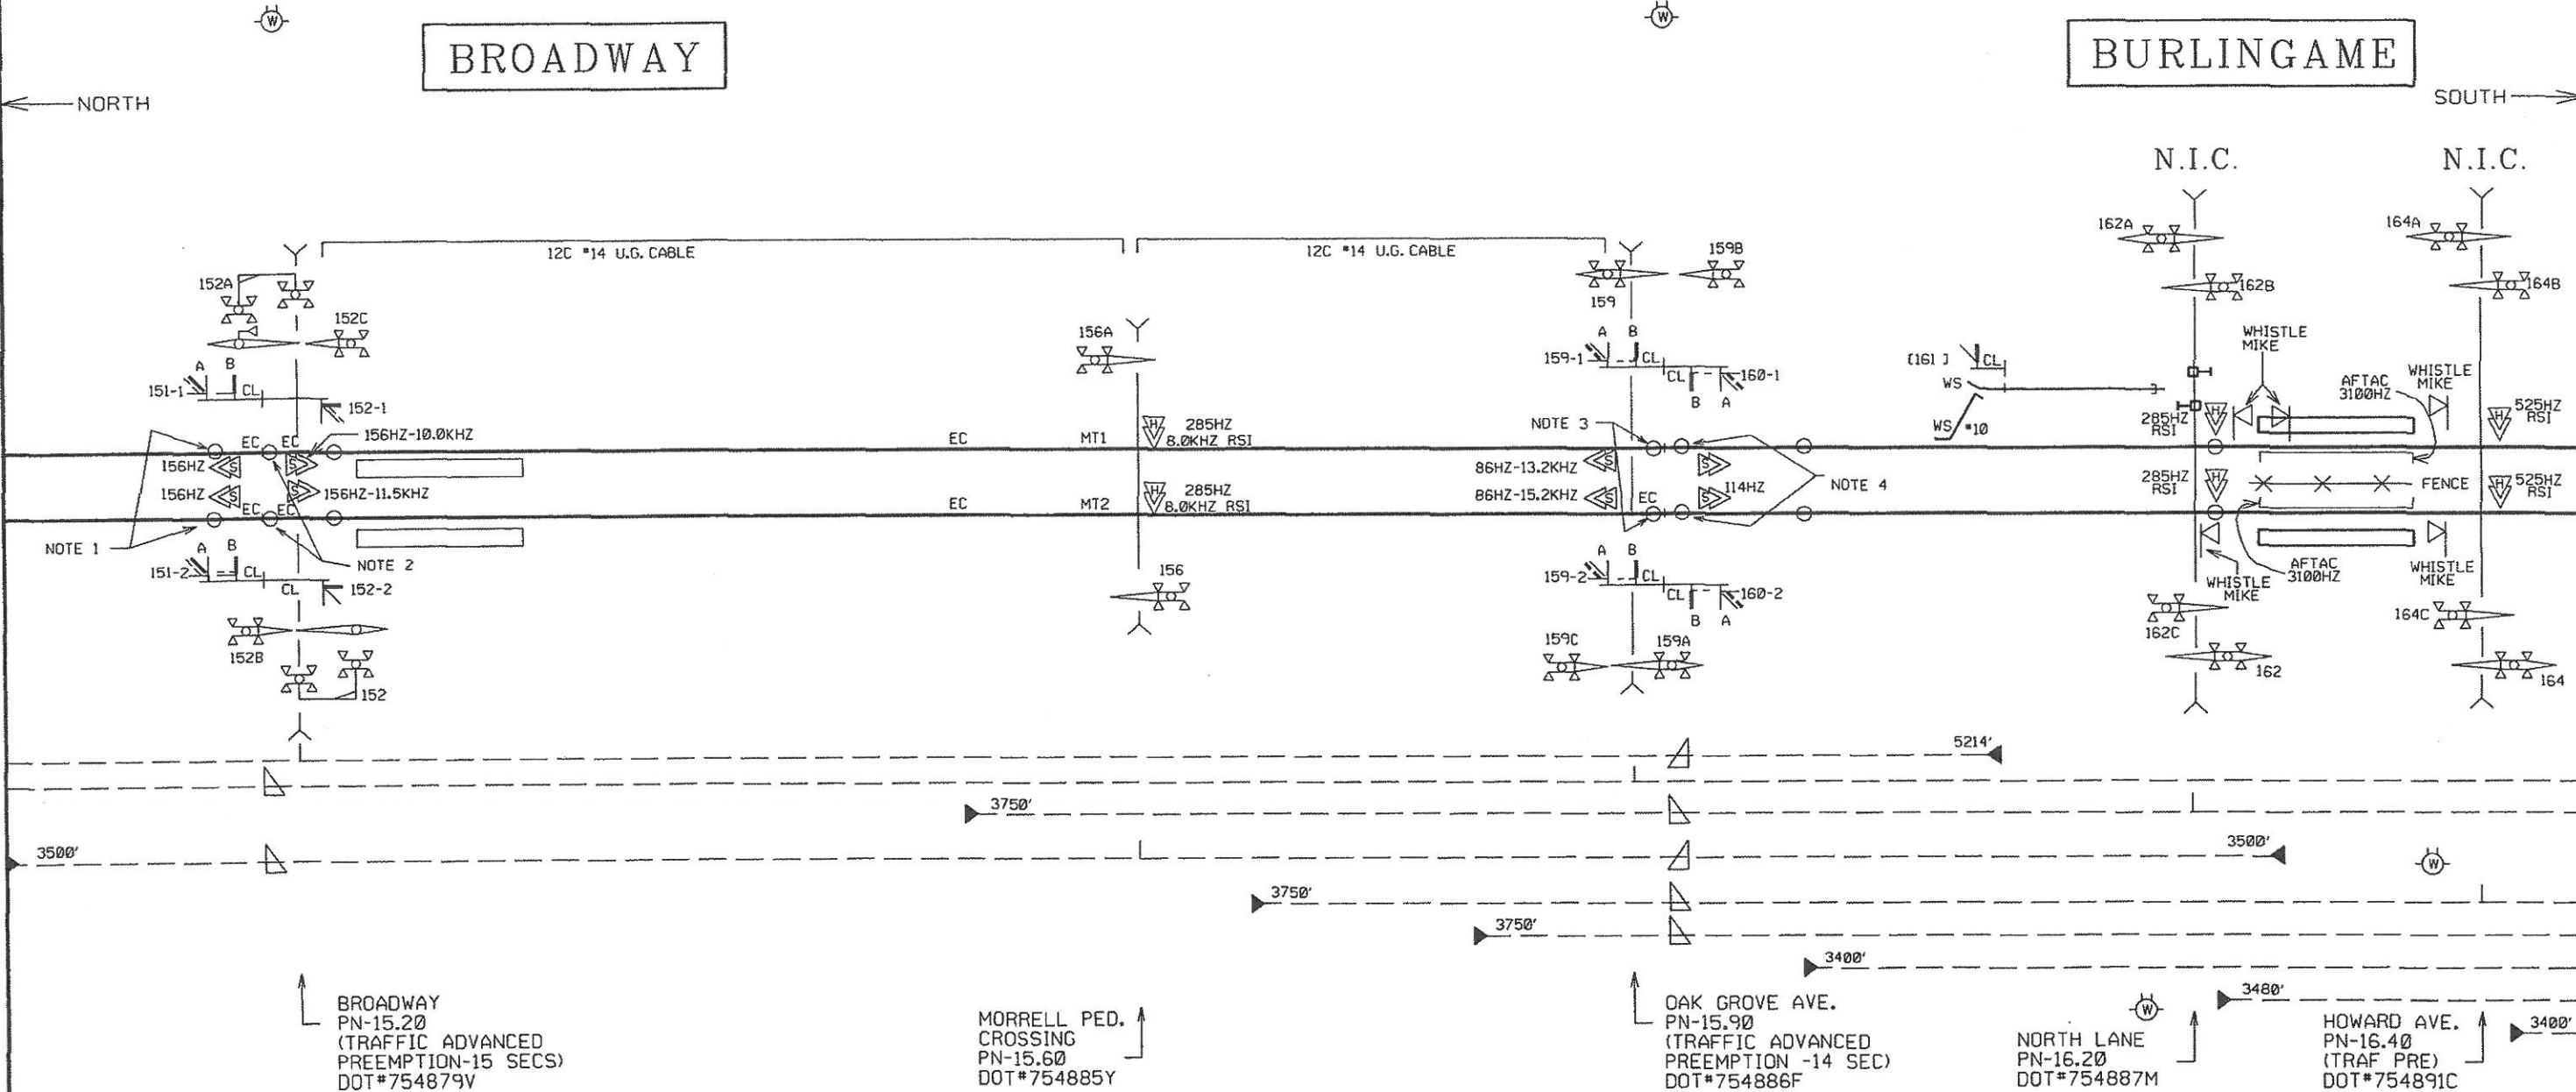 W
W
BROADWAY
BURLINGAME
NORTH
SOUTH
N.I.C.
N.I.C.
162A
164A
12C #14 U.G. CABLE
12C #14 U.G. CABLE
159B
152A
162B
164B
159
152C
156A
A B
159-1
CL
CL
160-1
B A
[161 ]
CL
WS
WS #10
WHISTLE
MIKE
AFTAC
3100HZ
WHISTLE
MIKE
A B
151-1
CL
152-1
285HZ
RSI
H
H
525HZ
RSI
NOTE 3
EC EC
156HZ-10.0KHZ
EC
MT1
H
285HZ
8.0KHZ RSI
156HZ
S
S
86HZ-13.2KHZ
S
S
156HZ
S
S
156HZ-11.5KHZ
86HZ-15.2KHZ
S
S
114HZ
NOTE 4
285HZ
RSI
H
FENCE
H
525HZ
RSI
EC EC
EC
MT2
H
285HZ
8.0KHZ RSI
EC
NOTE 1
NOTE 2
A B
151-2
CL
CL
152-2
156
A B
159-2
CL
CL
160-2
B A
WHISTLE
MIKE
AFTAC
3100HZ
WHISTLE
MIKE
162C
164C
152B
159C
159A
162
164
152
5214'
3750'
3500'
3500'
W
3750'
3750'
3400'
3480'
3400'
BROADWAY
PN-15.20
(TRAFFIC ADVANCED
PREEMPTION-15 SECS)
DOT#754879V
MORRELL PED.
CROSSING
PN-15.60
DOT#754885Y
OAK GROVE AVE.
PN-15.90
(TRAFFIC ADVANCED
PREEMPTION -14 SEC)
DOT#754886F
W
NORTH LANE
PN-16.20
DOT#754887M
HOWARD AVE.
PN-16.40
(TRAF PRE)
DOT#754891C